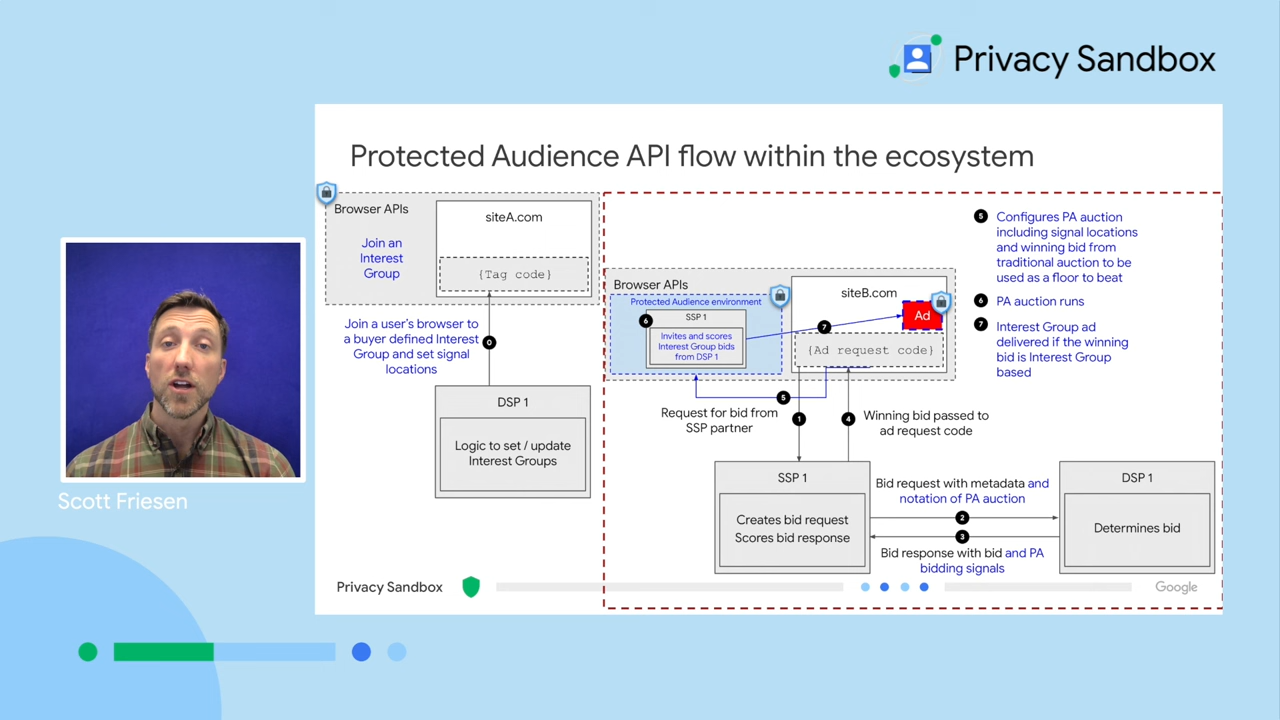 Privacy Sandbox
Protected Audience API flow within the ecosystem
Browser APIs
Join an
Interest
Group
siteA.com
{Tag code}
Join a user's browser to
a buyer defined Interest
Group and set signal
locations
0
DSP 1
Logic to set / update
Interest Groups
Browser APIs
Protected Audience environment
6
SSP 1
Invites and scores
Interest Group bids
from DSP 1
7
siteB.com
Ad
{Ad request code}
5
Request for bid from
SSP partner
1
4
Winning bid passed to
ad request code
5
Configures PA auction
including signal locations
and winning bid from
traditional auction to be
used as a floor to beat
6
PA auction runs
7
Interest Group ad
delivered if the winning
bid is Interest Group
based
SSP 1
Creates bid request
Scores bid response
Bid request with metadata and
notation of PA auction
2
3
Bid response with bid and PA
bidding signals
DSP 1
Determines bid
Privacy Sandbox
Google
Scott Friesen